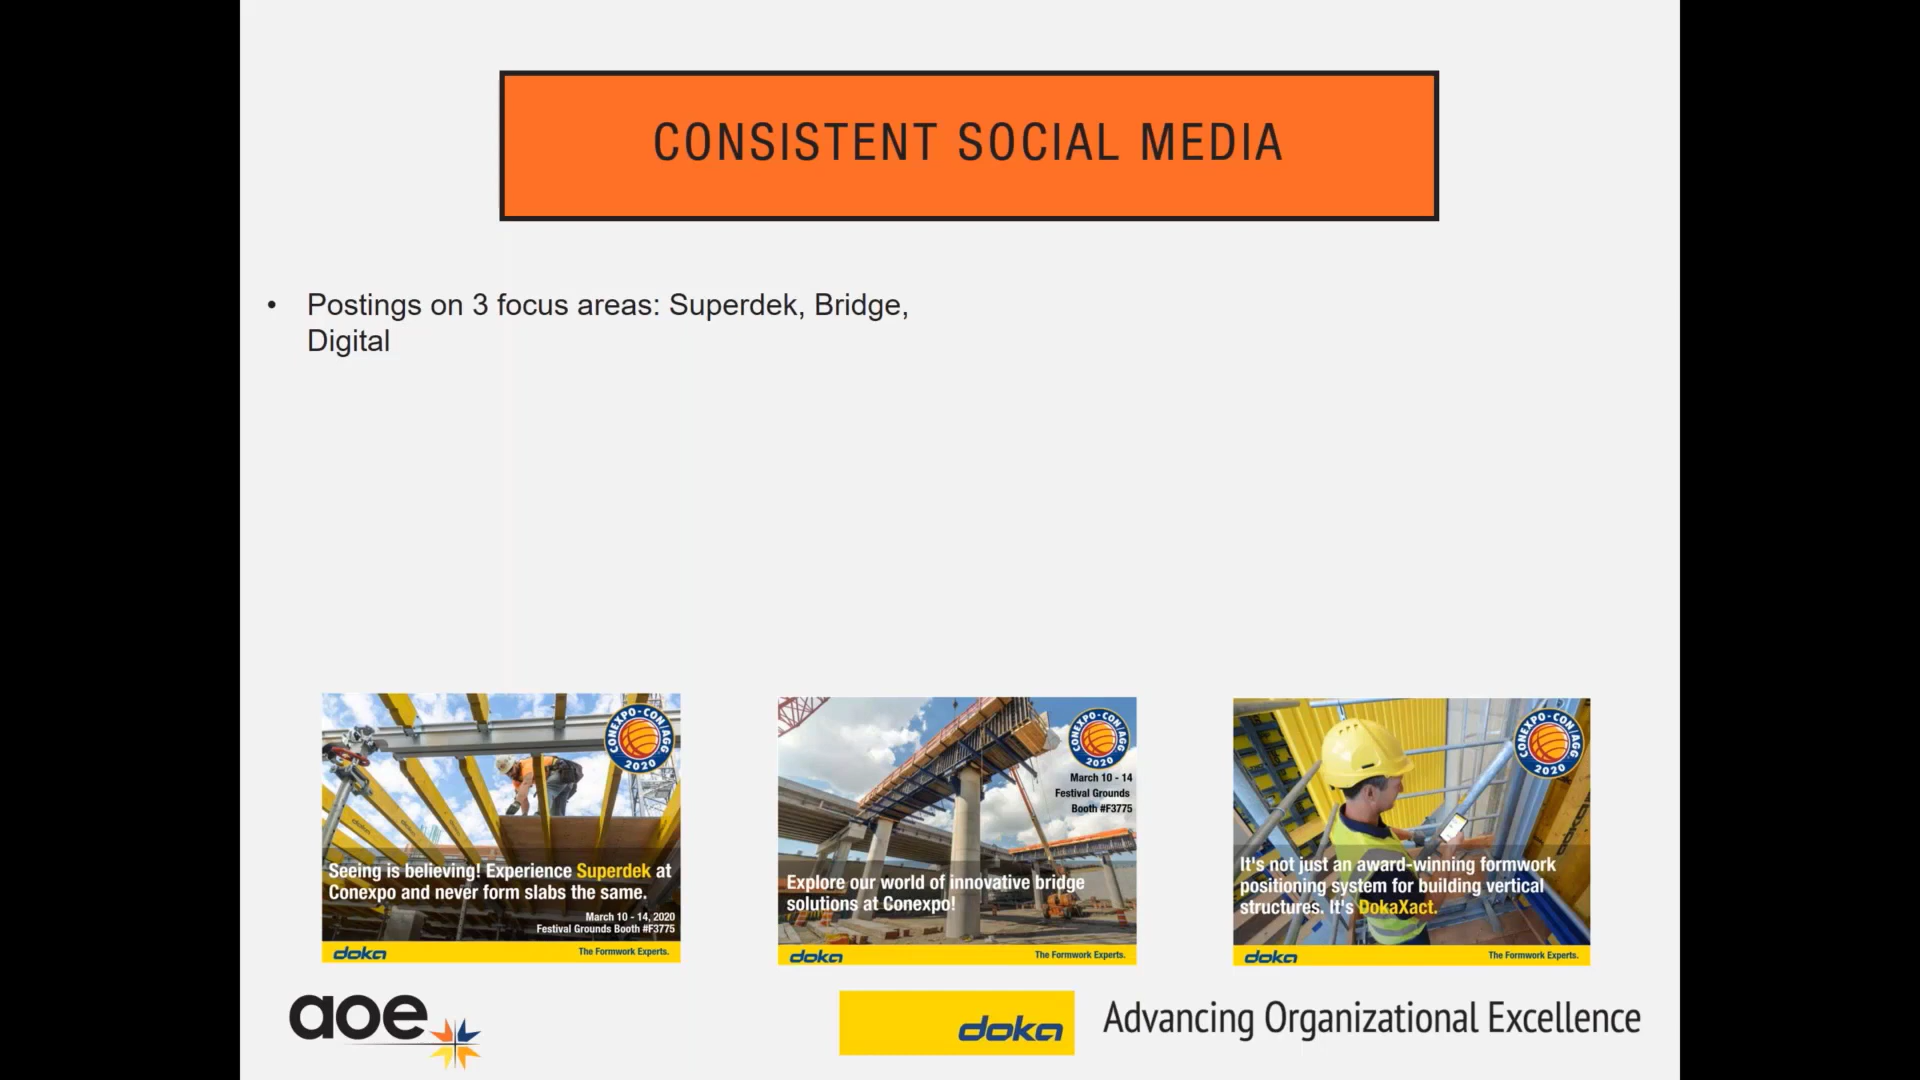 CONSISTENT SOCIAL MEDIA
• Postings on 3 focus areas: Superdek, Bridge,
Digital
CONEXPO-CON/AGG
2020
Seeing is believing! Experience Superdek at
Conexpo and never form slabs the same.
March 10 - 14, 2020
Festival Grounds Booth #F3775
doka
The Formwork Experts.
CONEXPO-CON/AGG
2020
March 10 - 14
Festival Grounds
Booth #F3775
Explore our world of innovative bridge
solutions at Conexpo!
doka
The Formwork Experts.
CONEXPO-CON/AGG
2020
doka
It's not just an award-winning formwork
positioning system for building vertical
structures. It's DokaXact.
doka
The Formwork Experts.
aoe
doka
Advancing Organizational Excellence